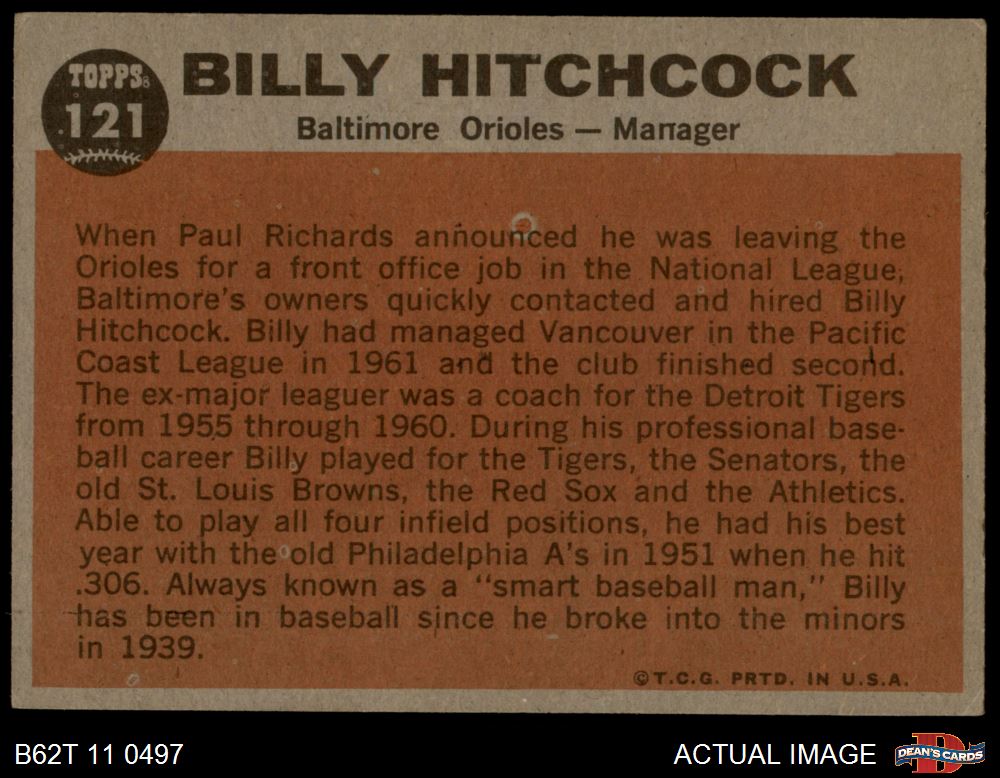 TOPPS®
121
BILLY HITCHCOCK
Baltimore Orioles — Manager
When Paul Richards announced he was leaving the
Orioles for a front office job in the National League,
Baltimore's owners quickly contacted and hired Billy
Hitchcock. Billy had managed Vancouver in the Pacific
Coast League in 1961 and the club finished second.
The ex-major leaguer was a coach for the Detroit Tigers
from 1955 through 1960. During his professional base-
ball career Billy played for the Tigers, the Senators, the
old St. Louis Browns, the Red Sox and the Athletics.
Able to play all four infield positions, he had his best
year with the old Philadelphia A's in 1951 when he hit
.306. Always known as a "smart baseball man," Billy
has been in baseball since he broke into the minors
in 1939.
©T.C.G. PRTD. IN U.S.A.
B62T 11 0497
ACTUAL IMAGE
DEAN'S CARDS